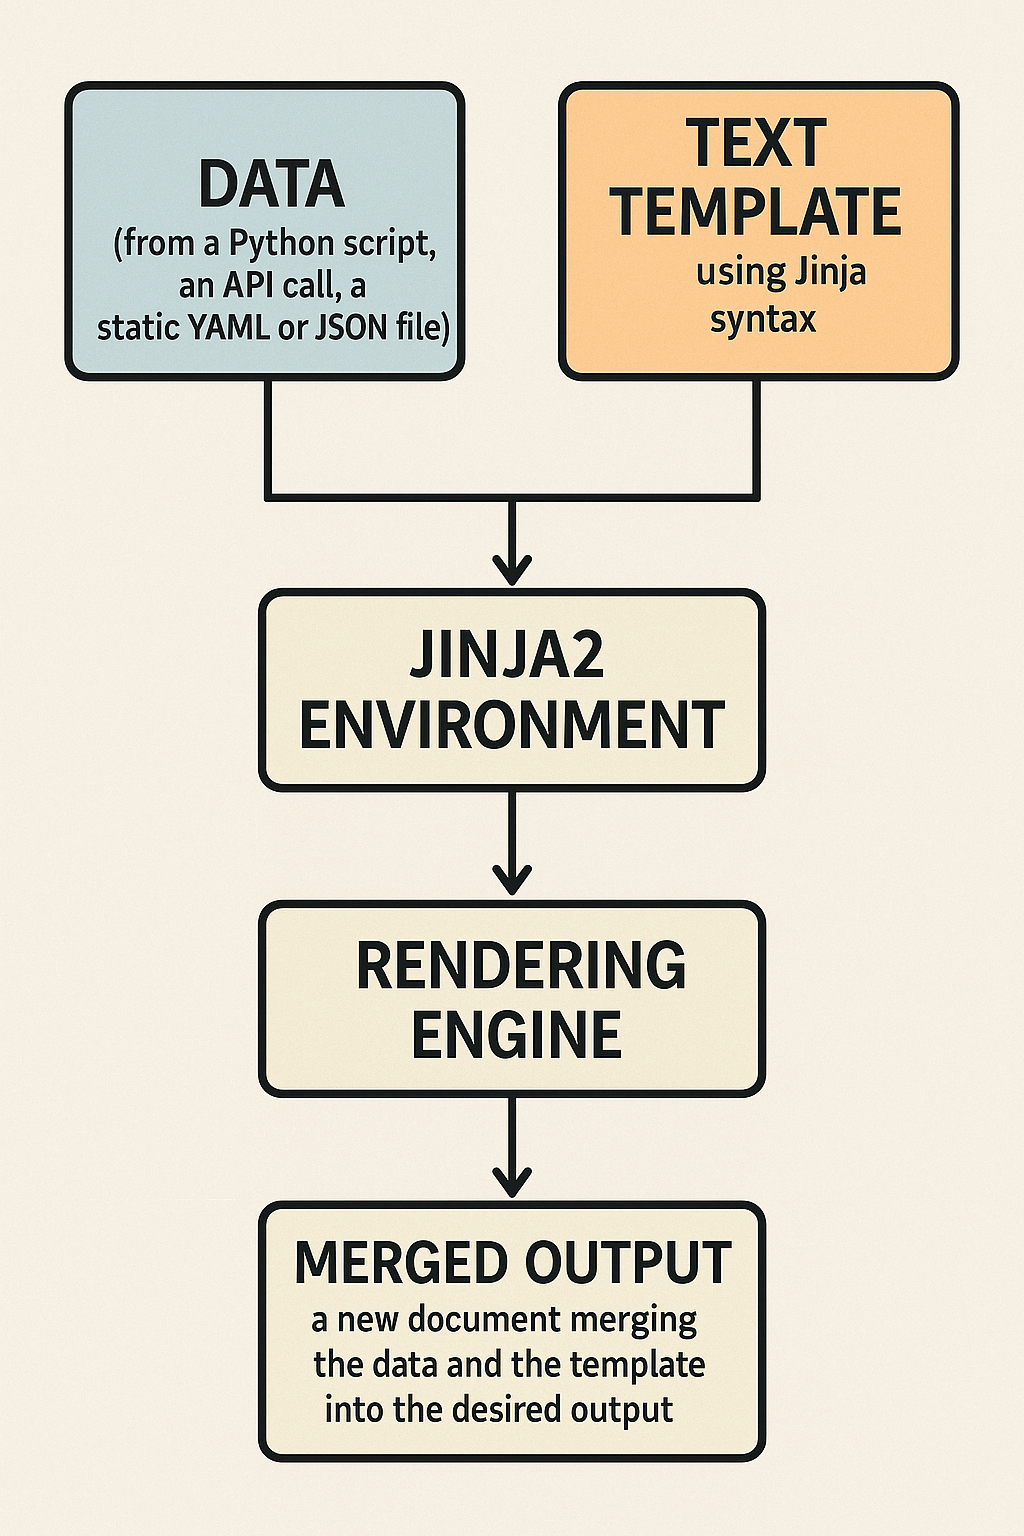 DATA
(from a Python script,
an API call, a
static YAML or JSON file)
TEXT
TEMPLATE
using Jinja
syntax
JINJA2
ENVIRONMENT
RENDERING
ENGINE
MERGED OUTPUT
a new document merging
the data and the template
into the desired output